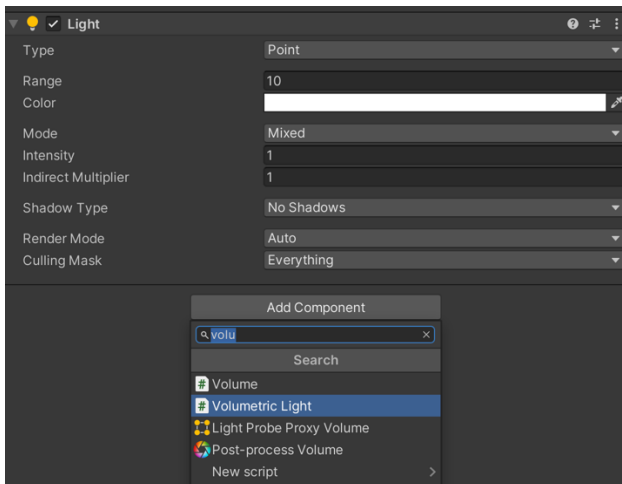 Light
Type Point
Range 10
Color
Mode Mixed
Intensity 1
Indirect Multiplier 1
Shadow Type No Shadows
Render Mode Auto
Culling Mask Everything
Add Component
volu
Search
Volume
Volumetric Light
Light Probe Proxy Volume
Post-process Volume
New script